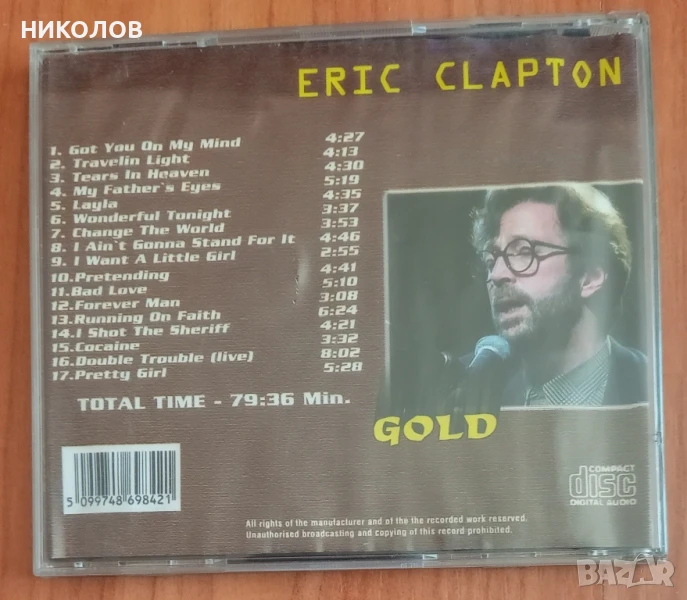 НИКОЛОВ
ERIC CLAPTON
1. Got You On My Mind 4:27
2. Travelin Light 4:13
3. Tears In Heaven 4:30
4. My Father`s Eyes 5:19
5. Layla 4:35
6. Wonderful Tonight 3:37
7. Change The World 3:53
8. I Ain`t Gonna Stand For It 4:46
9. I Want A Little Girl 2:55
10.Pretending 4:41
11.Bad Love 5:10
12.Forever Man 3:08
13.Running On Faith 6:24
14.I Shot The Sheriff 4:21
15.Cocaine 3:32
16.Double Trouble (live) 8:02
17.Pretty Girl 5:28
TOTAL TIME - 79:36 Min.
GOLD
5 099748 698421
COMPACT
disc
DIGITAL AUDIO
All rights of the manufacturer and of the the recorded work reserved.
Unauthorised broadcasting and copying of this record prohibited.
BAZAR